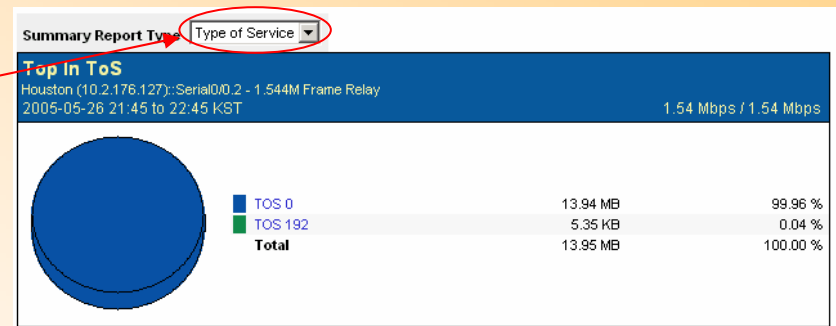 Summary Report Type Type of Service
Top In ToS
Houston (10.2.176.127)::Serial0/0.2 - 1.544M Frame Relay
2005-05-26 21:45 to 22:45 KST 1.54 Mbps / 1.54 Mbps
TOS 0 13.94 MB 99.96 %
TOS 192 5.35 KB 0.04 %
Total 13.95 MB 100.00 %